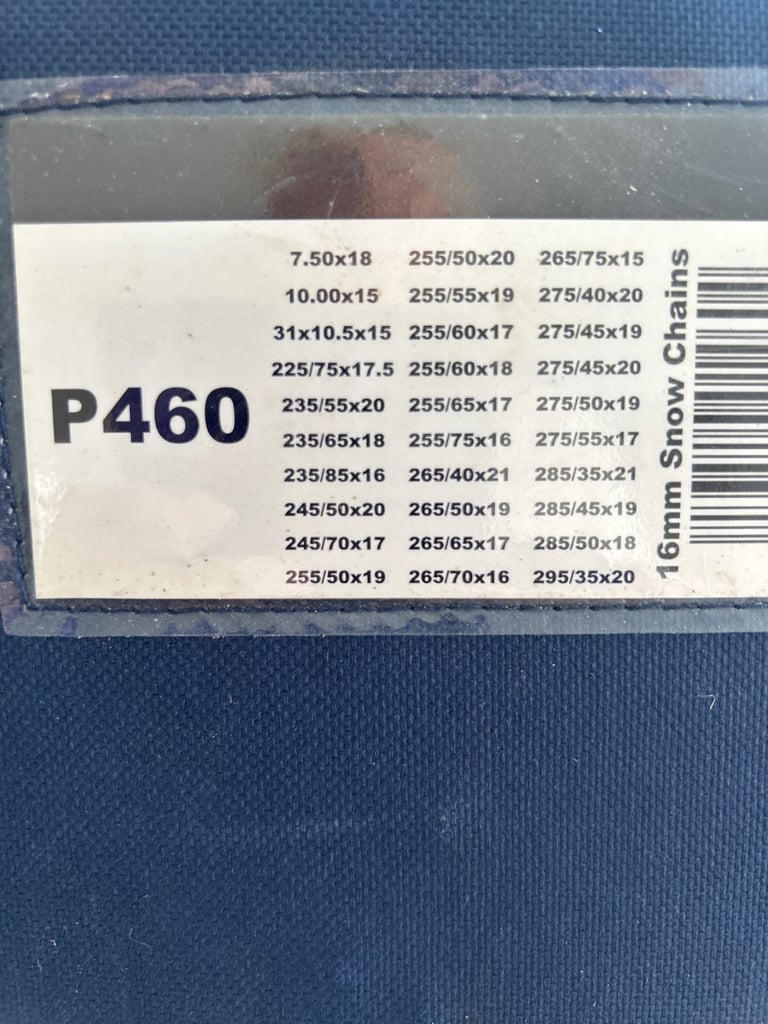 P460
7.50x18 255/50x20 265/75x15
10.00x15 255/55x19 275/40x20
31x10.5x15 255/60x17 275/45x19
225/75x17.5 255/60x18 275/45x20
235/55x20 255/65x17 275/50x19
235/65x18 255/75x16 275/55x17
235/85x16 265/40x21 285/35x21
245/50x20 265/50x19 285/45x19
245/70x17 265/65x17 285/50x18
255/50x19 265/70x16 295/35x20
16mm Snow Chains